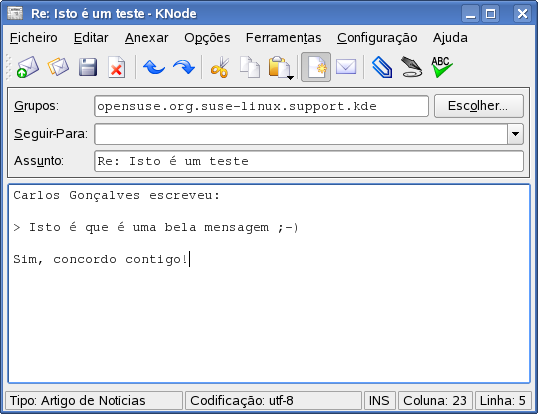 Re: Isto é um teste - KNode
Ficheiro Editar Anexar Opções Ferramentas Configuração Ajuda
ABC
Grupos: opensuse.org.suse-linux.support.kde Escolher...
Seguir-Para:
Assunto: Re: Isto é um teste
Carlos Gonçalves escreveu:
> Isto é que é uma bela mensagem ;-)
Sim, concordo contigo!
Tipo: Artigo de Noticias Codificação: utf-8 INS Coluna: 23 Linha: 5